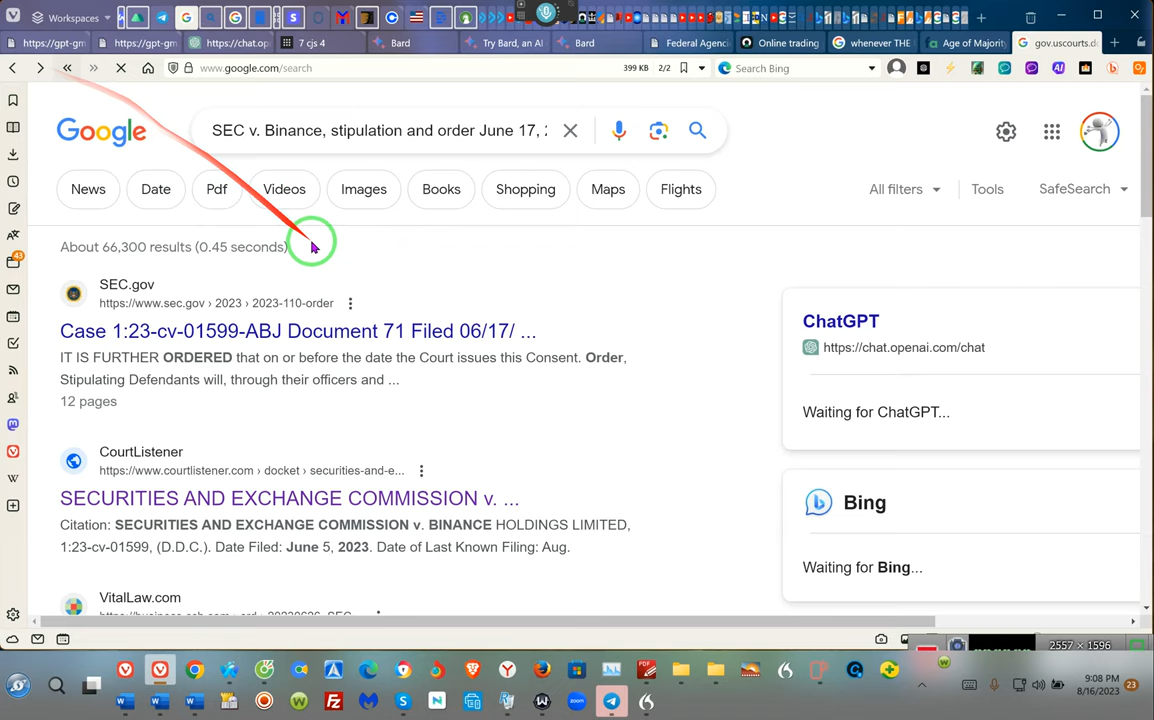 Workspaces
https://gpt-gm
https://gpt-gm
https://chat.op
7 cjs 4
Bard
Try Bard, an AI
Bard
Federal Agenc
Online trading
whenever THE
Age of Majority
gov.uscourts.d
www.google.com/search
399 KB
2/2
Search Bing
Google
SEC v. Binance, stipulation and order June 17, 2
News
Date
Pdf
Videos
Images
Books
Shopping
Maps
Flights
All filters
Tools
SafeSearch
About 66,300 results (0.45 seconds)
SEC.gov
https://www.sec.gov › 2023 › 2023-110-order
Case 1:23-cv-01599-ABJ Document 71 Filed 06/17/ ...
IT IS FURTHER ORDERED that on or before the date the Court issues this Consent. Order,
Stipulating Defendants will, through their officers and ...
12 pages
CourtListener
https://www.courtlistener.com › docket › securities-and-e...
SECURITIES AND EXCHANGE COMMISSION v. ...
Citation: SECURITIES AND EXCHANGE COMMISSION v. BINANCE HOLDINGS LIMITED,
1:23-cv-01599, (D.D.C.). Date Filed: June 5, 2023. Date of Last Known Filing: Aug.
VitalLaw.com
ChatGPT
https://chat.openai.com/chat
Waiting for ChatGPT...
Bing
Waiting for Bing...
43
2557 x 1596
9:08 PM
8/16/2023
23